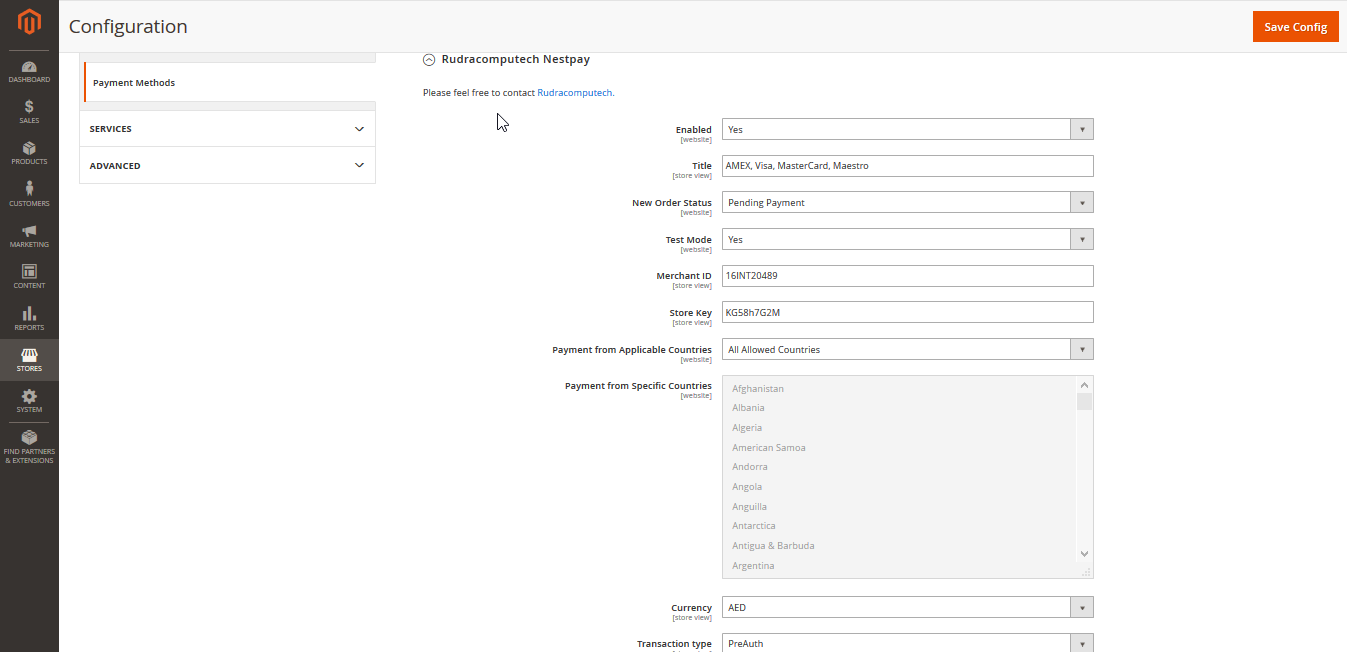 Configuration
Save Config
DASHBOARD
SALES
PRODUCTS
CUSTOMERS
MARKETING
CONTENT
REPORTS
STORES
SYSTEM
FIND PARTNERS
& EXTENSIONS
Payment Methods
SERVICES
ADVANCED
Rudracomputech Nestpay
Please feel free to contact Rudracomputech.
Enabled Yes
[website]
Title AMEX, Visa, MasterCard, Maestro
[store view]
New Order Status Pending Payment
[website]
Test Mode Yes
[website]
Merchant ID 16INT20489
[store view]
Store Key KG58h7G2M
[store view]
Payment from Applicable Countries All Allowed Countries
[website]
Payment from Specific Countries
[website]
Afghanistan
Albania
Algeria
American Samoa
Andorra
Angola
Anguilla
Antarctica
Antigua & Barbuda
Argentina
Currency AED
[store view]
Transaction type PreAuth